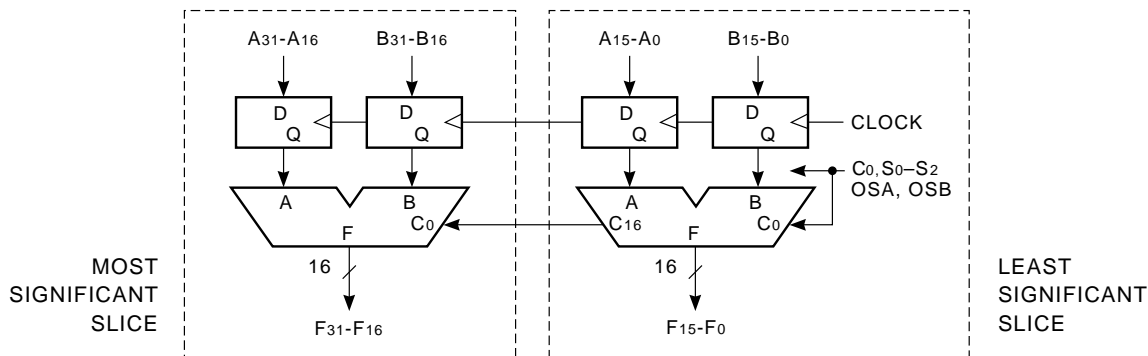 A31-A16 B31-B16 A15-A0 B15-B0
D D D D
Q Q Q Q
CLOCK
C0, S0–S2
OSA, OSB
A B A B
C0 C16 C0
F F
16 16
MOST
SIGNIFICANT
SLICE
LEAST
SIGNIFICANT
SLICE
F31-F16 F15-F0